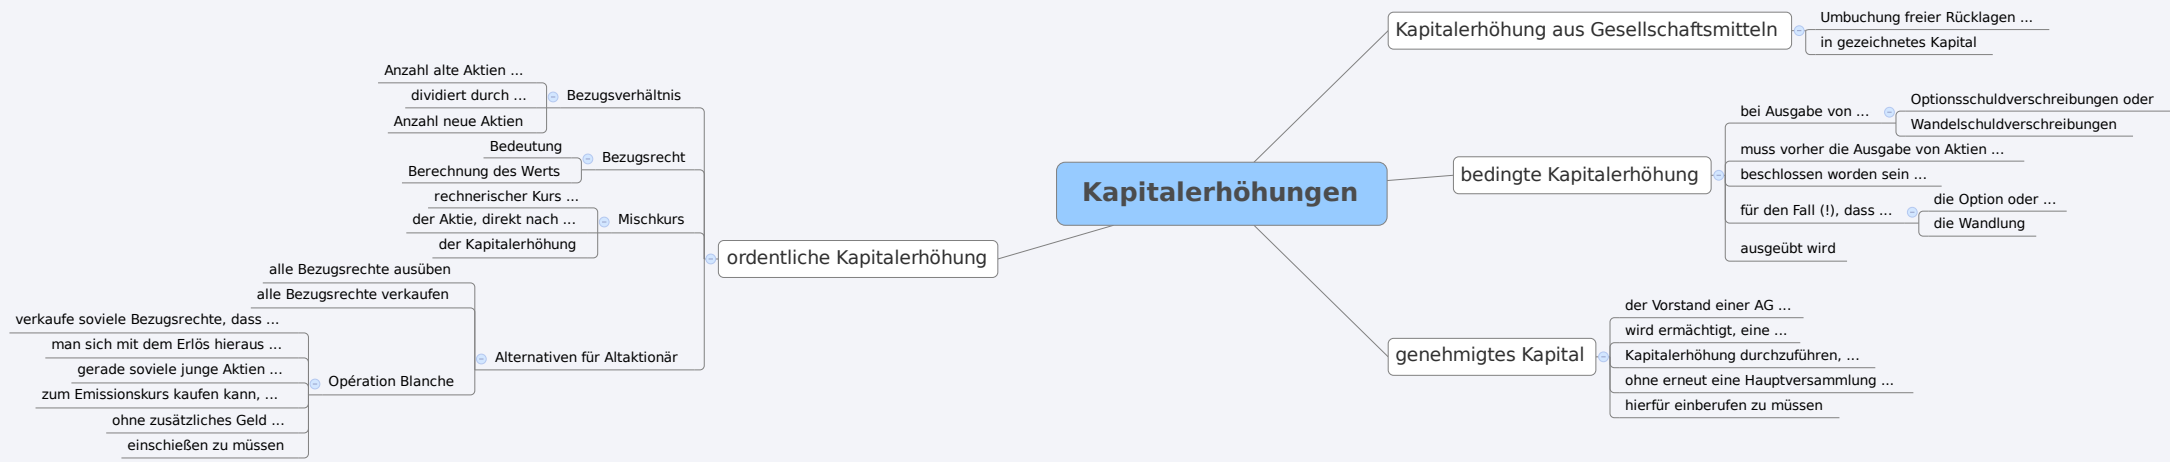 Kapitalerhöhungen
Kapitalerhöhung aus Gesellschaftsmitteln
Umbuchung freier Rücklagen ...
in gezeichnetes Kapital
bedingte Kapitalerhöhung
bei Ausgabe von ...
Optionsschuldverschreibungen oder
Wandelschuldverschreibungen
muss vorher die Ausgabe von Aktien ...
beschlossen worden sein ...
für den Fall (!), dass ...
die Option oder ...
die Wandlung
ausgeübt wird
genehmigtes Kapital
der Vorstand einer AG ...
wird ermächtigt, eine ...
Kapitalerhöhung durchzuführen, ...
ohne erneut eine Hauptversammlung ...
hierfür einberufen zu müssen
ordentliche Kapitalerhöhung
Bezugsverhältnis
Anzahl alte Aktien ...
dividiert durch ...
Anzahl neue Aktien
Bezugsrecht
Bedeutung
Berechnung des Werts
Mischkurs
rechnerischer Kurs ...
der Aktie, direkt nach ...
der Kapitalerhöhung
Alternativen für Altaktionär
alle Bezugsrechte ausüben
alle Bezugsrechte verkaufen
Opération Blanche
verkaufe soviele Bezugsrechte, dass ...
man sich mit dem Erlös hieraus ...
gerade soviele junge Aktien ...
zum Emissionskurs kaufen kann, ...
ohne zusätzliches Geld ...
einschießen zu müssen